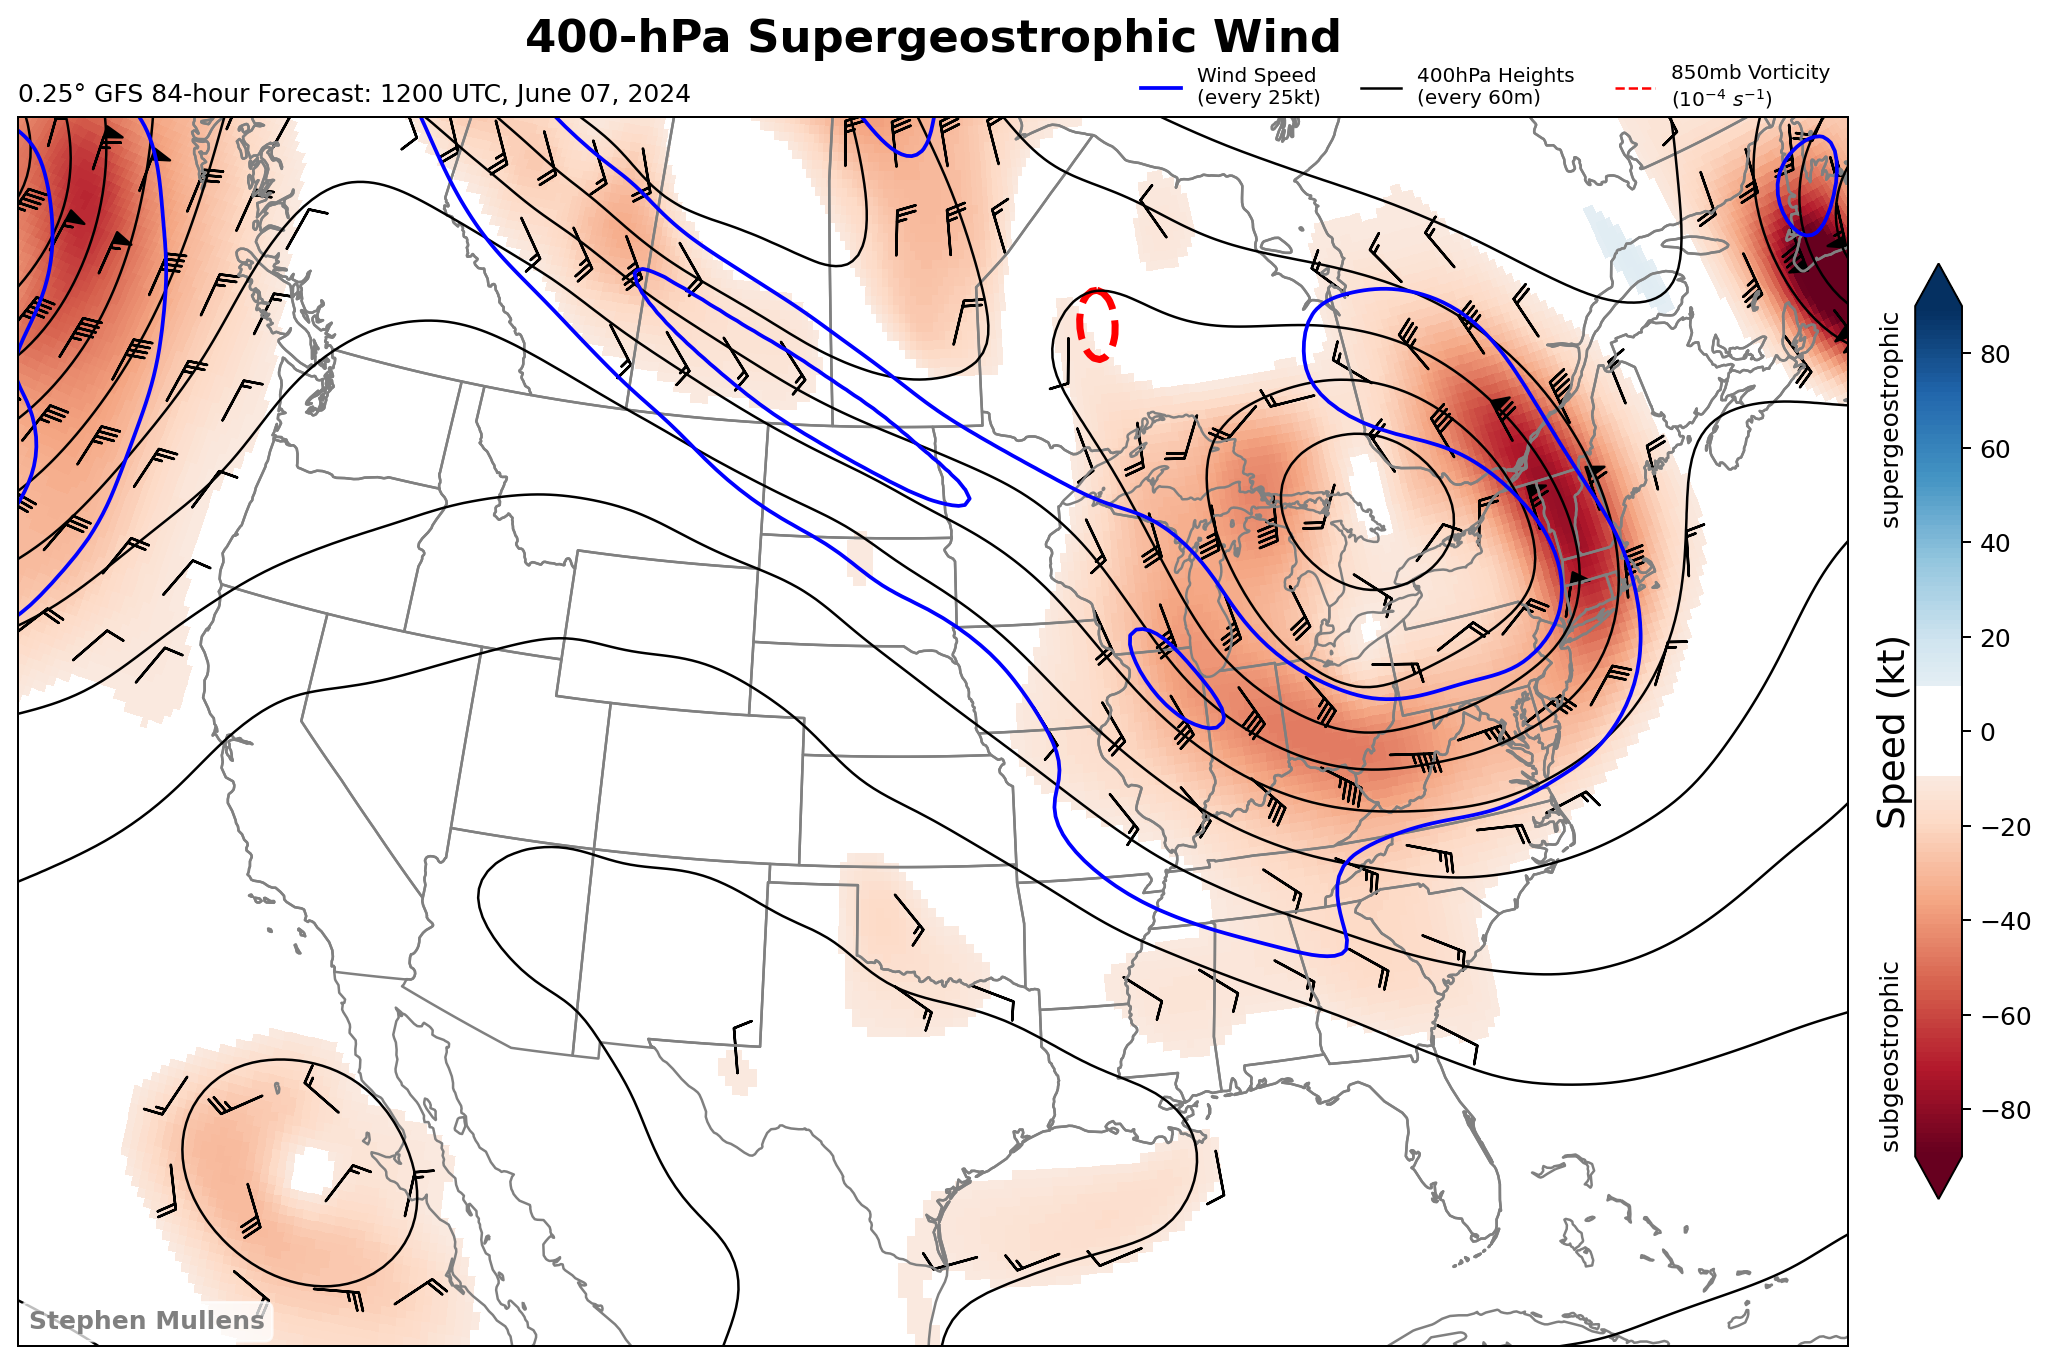 400-hPa Supergeostrophic Wind
0.25° GFS 84-hour Forecast: 1200 UTC, June 07, 2024
Wind Speed
(every 25kt)
400hPa Heights
(every 60m)
850mb Vorticity
(10⁻⁴ s⁻¹)
supergeostrophic
Speed (kt)
subgeostrophic
80
60
40
20
0
−20
−40
−60
−80
Stephen Mullens